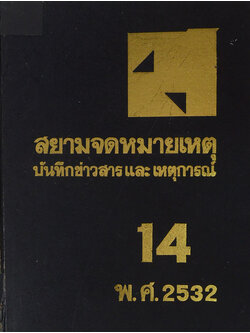 สยามจดหมายเหตุ
บันทึกข่าวสาร และ เหตุการณ์
14
พ.ศ. 2532